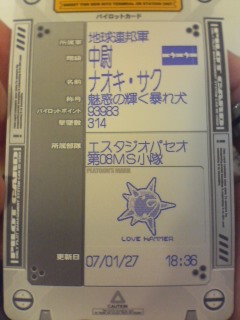 パイロットカード
所属軍 地球連邦軍
階級 中尉
名前 ナオキ・サク
称号 魅惑の輝く暴れ犬
パイロットポイント 93983
撃墜数 314
所属部隊 エスタジオパセオ
第08MS小隊
LOVE HAMMER
更新日 07/01/27 18:36
CAUTION